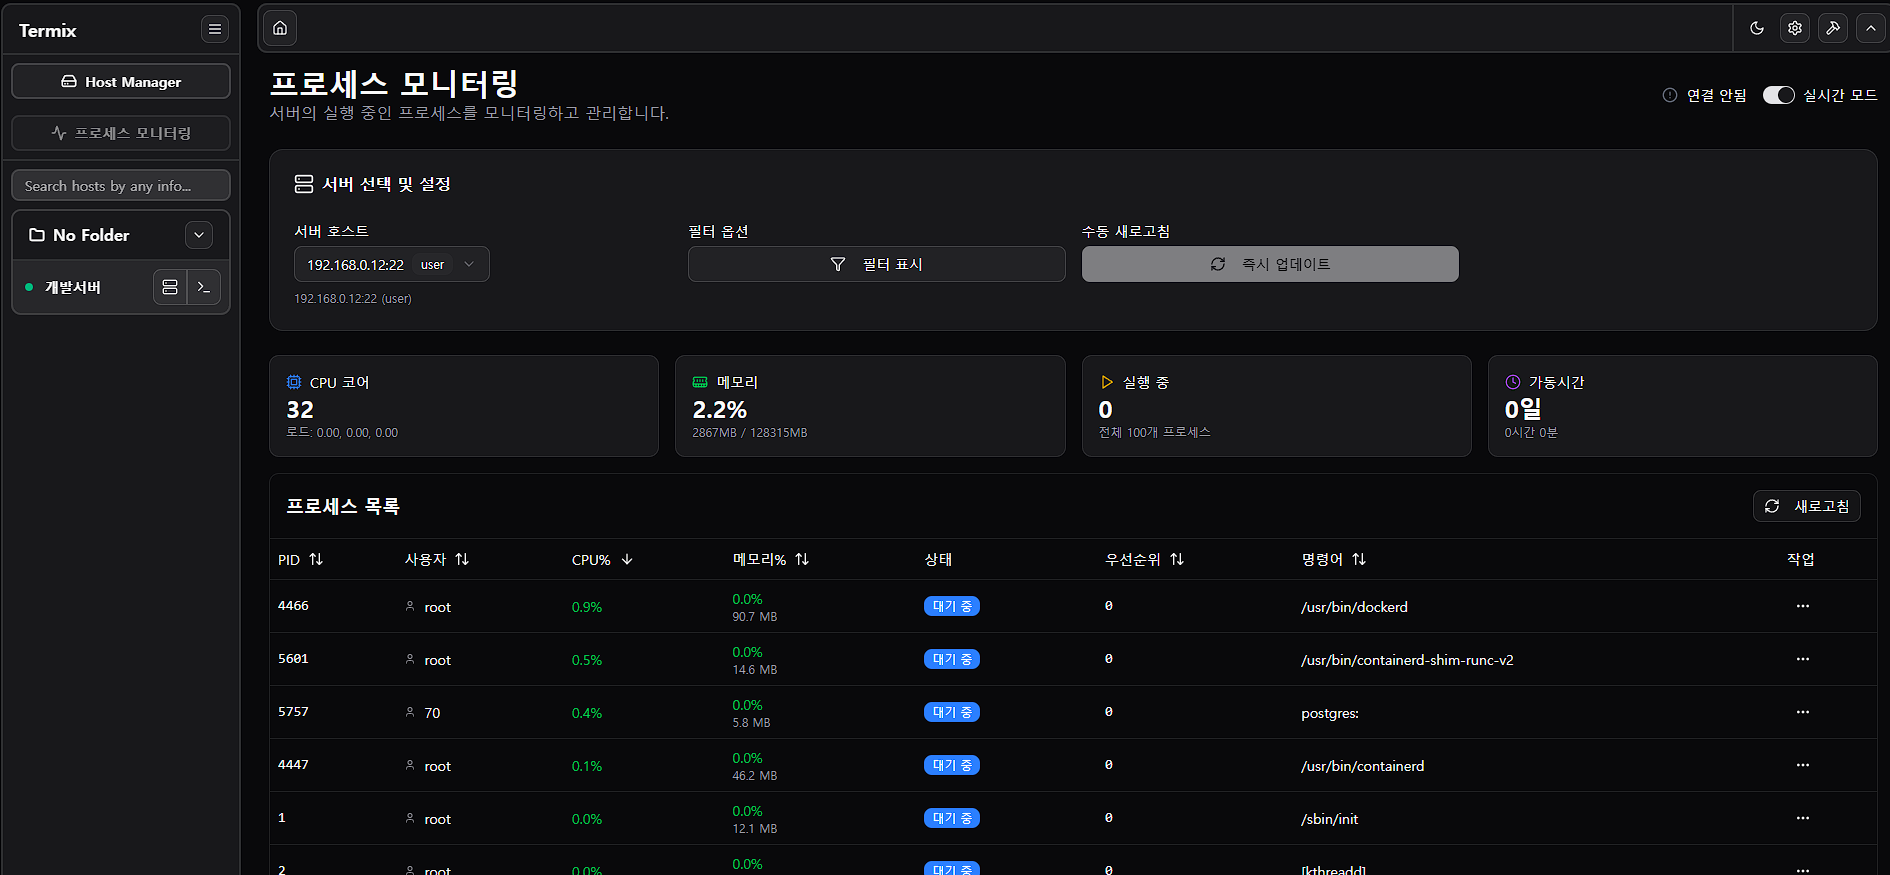 Termix
Host Manager
프로세스 모니터링
Search hosts by any info...
No Folder
개발서버
프로세스 모니터링
서버의 실행 중인 프로세스를 모니터링하고 관리합니다.
연결 안됨 실시간 모드
서버 선택 및 설정
서버 호스트 필터 옵션 수동 새로고침
192.168.0.12:22 user 필터 표시 즉시 업데이트
192.168.0.12:22 (user)
CPU 코어
32
로드: 0.00, 0.00, 0.00
메모리
2.2%
2867MB / 128315MB
실행 중
0
전체 100개 프로세스
가동시간
0일
0시간 0분
프로세스 목록 새로고침
PID 사용자 CPU% 메모리% 상태 우선순위 명령어 작업
4466 root 0.9% 0.0% 90.7 MB 대기 중 0 /usr/bin/dockerd ...
5601 root 0.5% 0.0% 14.6 MB 대기 중 0 /usr/bin/containerd-shim-runc-v2 ...
5757 70 0.4% 0.0% 5.8 MB 대기 중 0 postgres: ...
4447 root 0.1% 0.0% 46.2 MB 대기 중 0 /usr/bin/containerd ...
1 root 0.0% 0.0% 12.1 MB 대기 중 0 /sbin/init ...
2 root 0.0% 0.0% 대기 중 0 [kthreadd] ...